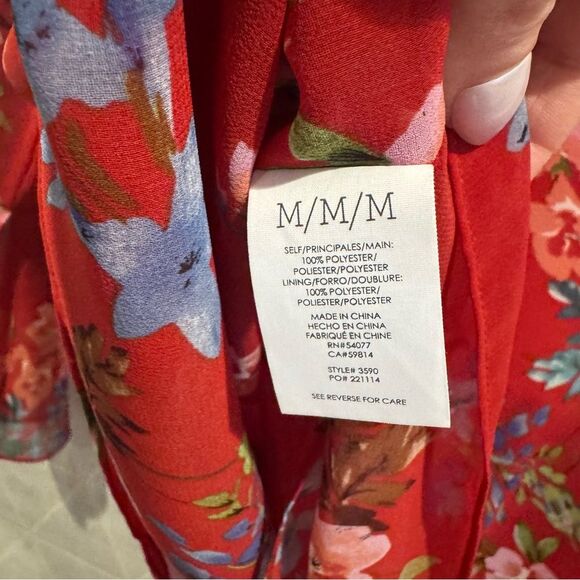 M/M/M
SELF/PRINCIPALES/MAIN:
100% POLYESTER/
POLIESTER/POLYESTER
LINING/FORRO/DOUBLURE:
100% POLYESTER/
POLIESTER/POLYESTER
MADE IN CHINA
HECHO EN CHINA
FABRIQUÉ EN CHINE
RN#54077
CA#59814
STYLE# 3590
PO# 221114
SEE REVERSE FOR CARE